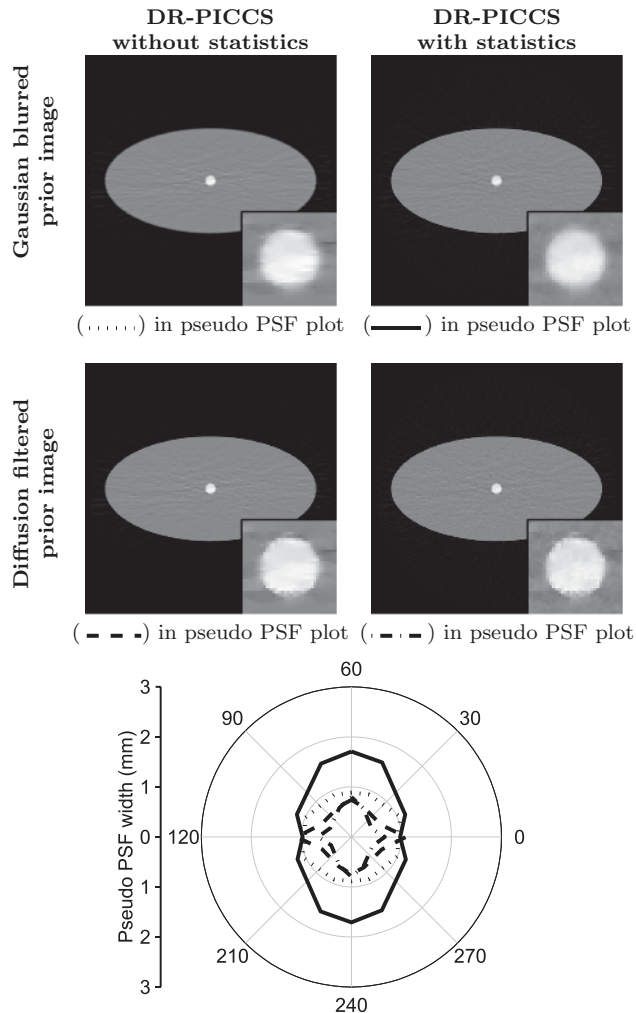 DR-PICCS without statistics
DR-PICCS with statistics
Gaussian blurred prior image
(......) in pseudo PSF plot
(———) in pseudo PSF plot
Diffusion filtered prior image
(- - -) in pseudo PSF plot
(· – · – ·) in pseudo PSF plot
Pseudo PSF width (mm)
3
2
1
0
1
2
3
60
90
30
120
0
210
270
240